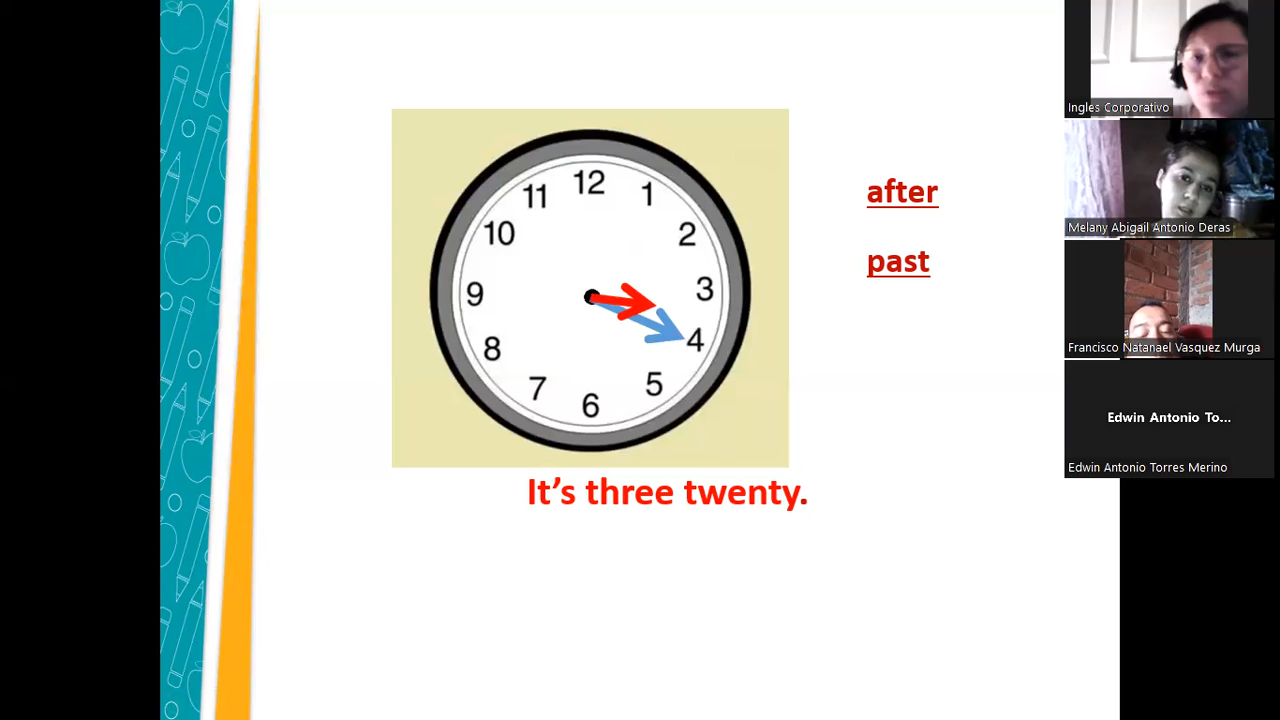 12
11
1
10
2
9
3
8
4
7
5
6
after
past
It's three twenty.
Ingles Corporativo
Melany Abigail Antonio Deras
Francisco Natanael Vasquez Murga
Edwin Antonio To...
Edwin Antonio Torres Merino